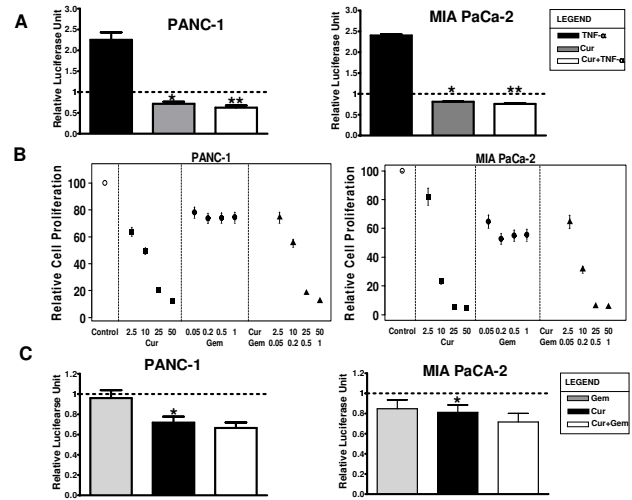 A
PANC-1
MIA PaCa-2
LEGEND
TNF-α
Cur
Cur+TNF-α
Relative Luciferase Unit
3.0
2.5
2.0
1.5
1
0.5
0.0
*
**
Relative Luciferase Unit
3.0
2.5
2.0
1.5
1
0.5
0.0
*
**
B
PANC-1
MIA PaCa-2
Relative Cell Proliferation
100
80
60
40
20
0
Control
2.5 10 25 50
Cur
0.05 0.2 0.5 1
Gem
Cur 2.5 10 25 50
Gem 0.05 0.2 0.5 1
Relative Cell Proliferation
100
80
60
40
20
0
Control
2.5 10 25 50
Cur
0.05 0.2 0.5 1
Gem
Cur 2.5 10 25 50
Gem 0.05 0.2 0.5 1
C
PANC-1
MIA PaCA-2
LEGEND
Gem
Cur
Cur+Gem
Relative Lucifearse Unit
1.2
1
0.8
0.6
0.4
0.2
0.0
*
Relative Luciferase Unit
1.2
1
0.8
0.6
0.4
0.2
0.0
*